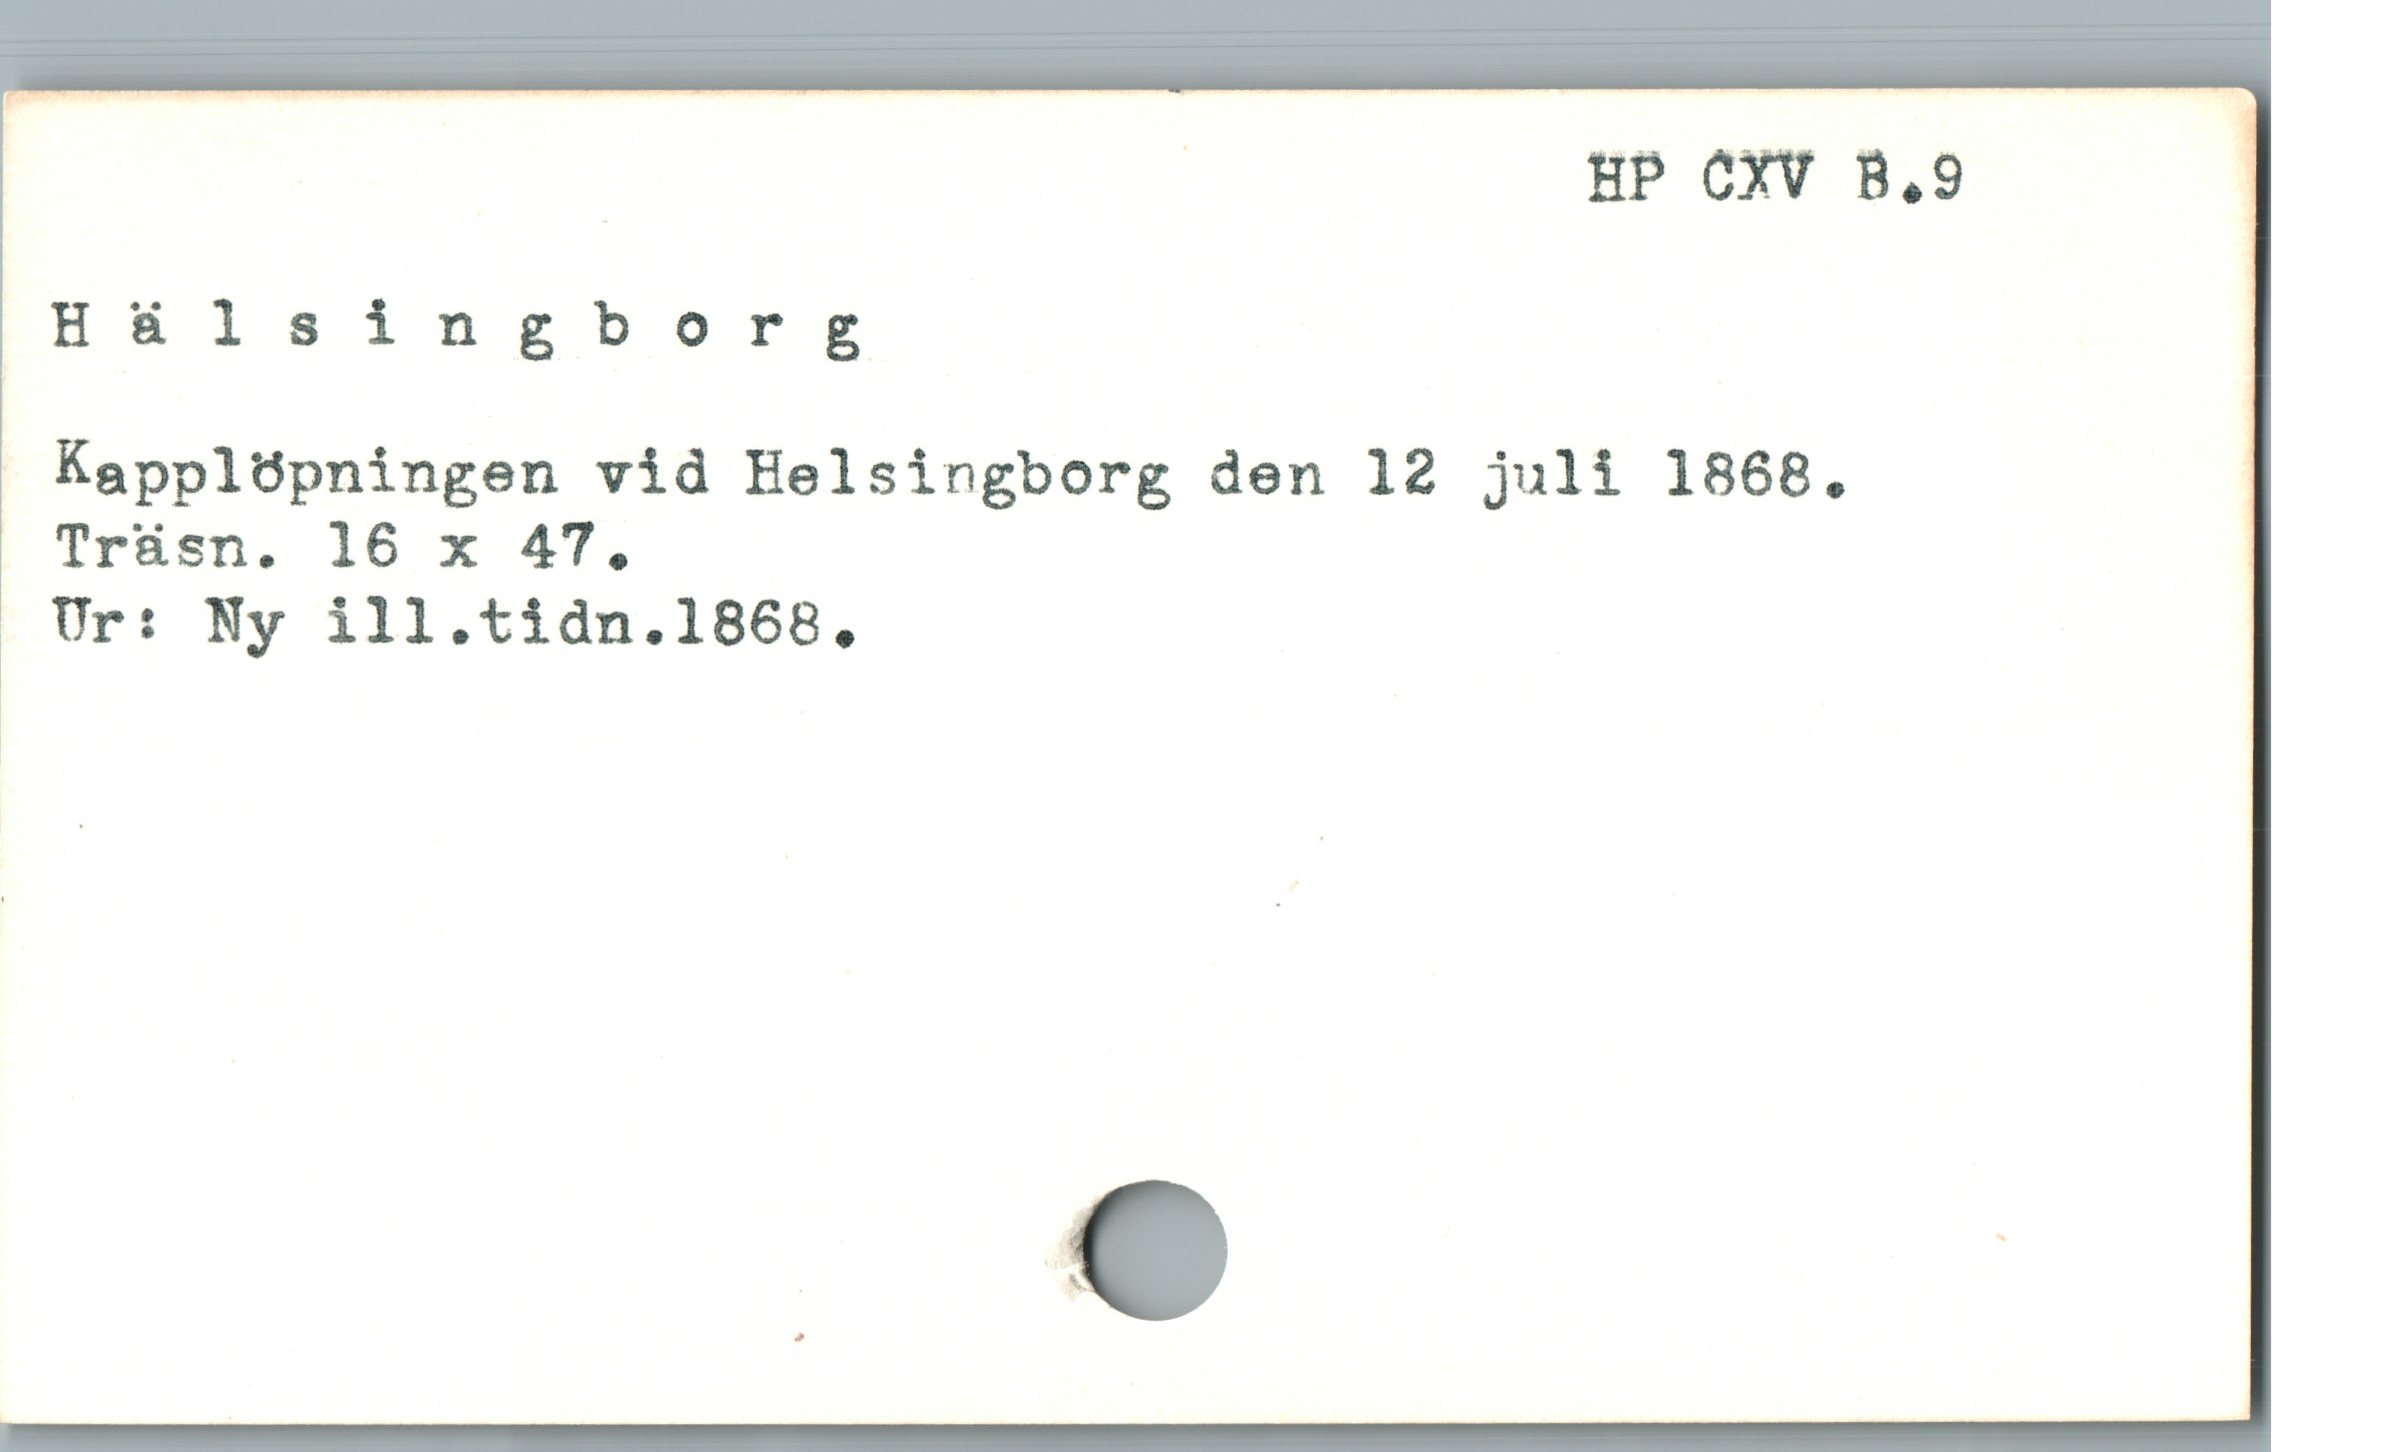 HP CXV B.9
H ä l s i n g b o r g
Kapplöpningen vid Helsingborg den 12 juli 1868.
Träsn. 16 x 47.
Ur: Ny ill.tidn.1868.